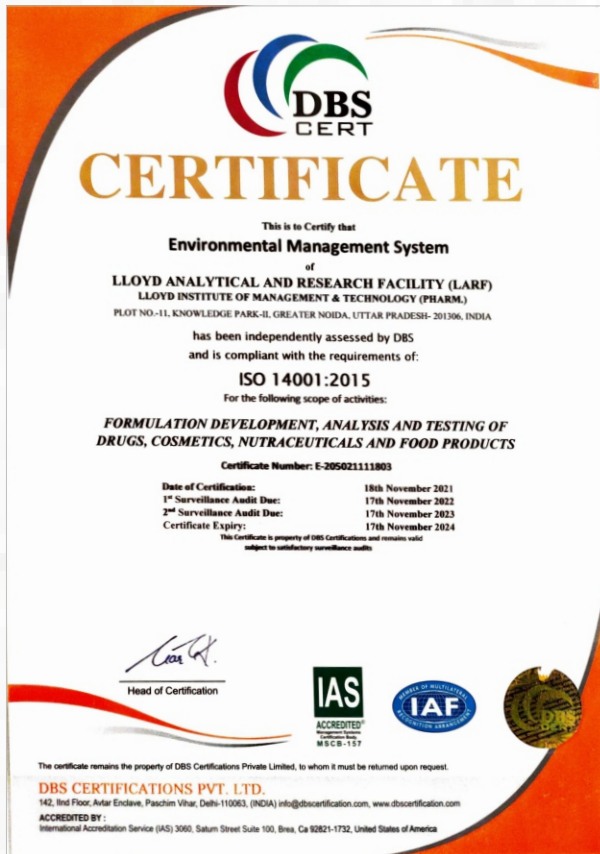 DBS
CERT
CERTIFICATE
This is to Certify that
Environmental Management System
of
LLOYD ANALYTICAL AND RESEARCH FACILITY (LARF)
LLOYD INSTITUTE OF MANAGEMENT & TECHNOLOGY (PHARM.)
PLOT NO.-11, KNOWLEDGE PARK-II, GREATER NOIDA, UTTAR PRADESH- 201306, INDIA
has been independently assessed by DBS
and is compliant with the requirements of:
ISO 14001:2015
For the following scope of activities:
FORMULATION DEVELOPMENT, ANALYSIS AND TESTING OF
DRUGS, COSMETICS, NUTRACEUTICALS AND FOOD PRODUCTS
Certificate Number: E-205021111803
Date of Certification: 18th November 2021
1st Surveillance Audit Due: 17th November 2022
2nd Surveillance Audit Due: 17th November 2023
Certificate Expiry: 17th November 2024
This Certificate is property of DBS Certifications and remains valid
subject to satisfactory surveillance audits
Head of Certification
IAS
ACCREDITED®
Management Systems
Certification Body
MSCB-157
MEMBER OF MULTILATERAL
RECOGNITION ARRANGEMENT
IAF
DBS
CERT
The certificate remains the property of DBS Certifications Private Limited, to whom it must be returned upon request.
DBS CERTIFICATIONS PVT. LTD.
142, IInd Floor, Avtar Enclave, Paschim Vihar, Delhi-110063, (INDIA) info@dbscertification.com, www.dbscertification.com
ACCREDITED BY :
International Accreditation Service (IAS) 3060, Saturn Street Suite 100, Brea, Ca 92821-1732, United States of America